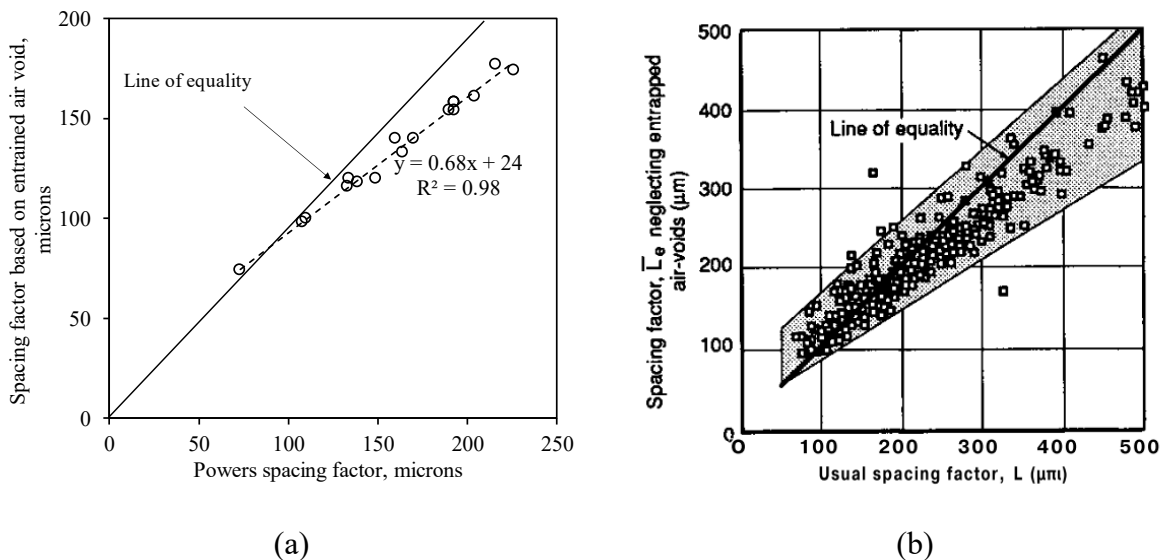 200
150
100
50
0
0 50 100 150 200 250
Spacing factor based on entrained air void,
microns
Line of equality
y = 0.68x + 24
R² = 0.98
Powers spacing factor, microns
(a)
500
400
300
200
100
0
0 100 200 300 400 500
Spacing factor, L̅e neglecting entrapped
air-voids (μm)
Line of equality
Usual spacing factor, L (μπι)
(b)